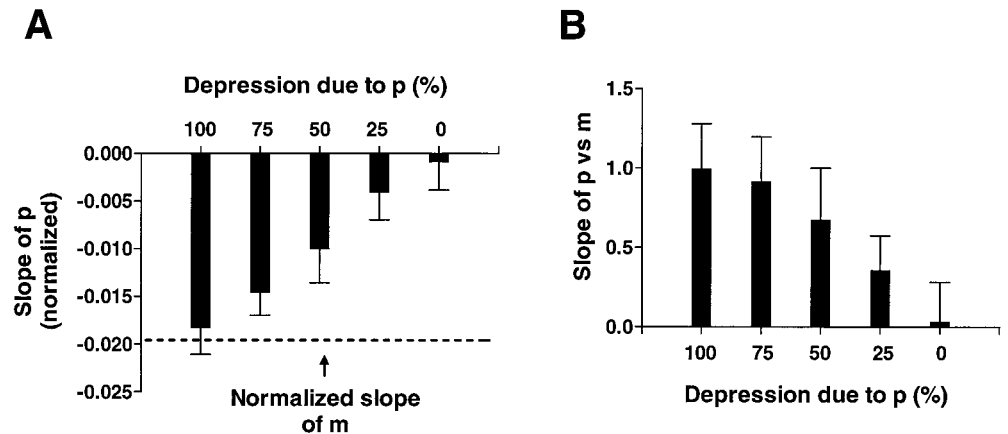 A
Depression due to p (%)
100 75 50 25 0
0.000
-0.005
-0.010
-0.015
-0.020
-0.025
Slope of p
(normalized)
Normalized slope
of m
B
1.5
1.0
0.5
0.0
Slope of p vs m
100 75 50 25 0
Depression due to p (%)